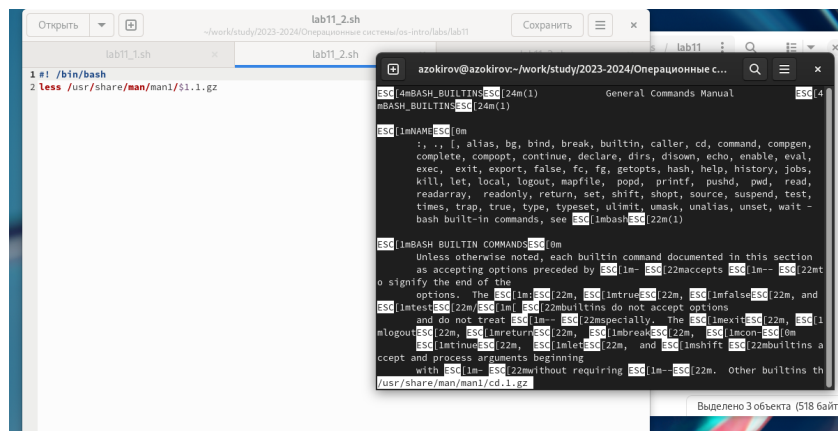 Открыть
lab11_2.sh
~/work/study/2023-2024/Операционные системы/os-intro/labs/lab11
Сохранить
lab11_1.sh
lab11_2.sh
1 #! /bin/bash
2 less /usr/share/man/man1/$1.1.gz
lab11
azokirov@azokirov:~/work/study/2023-2024/Операционные с...
ESC[4mBASH_BUILTINSESC[24m(1) General Commands Manual ESC[4
mBASH_BUILTINSESC[24m(1)
ESC[1mNAMEESC[0m
:, ., [, alias, bg, bind, break, builtin, caller, cd, command, compgen,
complete, compopt, continue, declare, dirs, disown, echo, enable, eval,
exec, exit, export, false, fc, fg, getopts, hash, help, history, jobs,
kill, let, local, logout, mapfile, popd, printf, pushd, pwd, read,
readarray, readonly, return, set, shift, shopt, source, suspend, test,
times, trap, true, type, typeset, ulimit, umask, unalias, unset, wait -
bash built-in commands, see ESC[1mbashESC[22m(1)
ESC[1mBASH BUILTIN COMMANDSESC[0m
Unless otherwise noted, each builtin command documented in this section
as accepting options preceded by ESC[1m- ESC[22maccepts ESC[1m-- ESC[22mt
o signify the end of the
options. The ESC[1m:ESC[22m, ESC[1mtrueESC[22m, ESC[1mfalseESC[22m, and
ESC[1mtestESC[22m/ESC[1m[ ESC[22mbuiltins do not accept options
and do not treat ESC[1m-- ESC[22mspecially. The ESC[1mexitESC[22m, ESC[1
mlogoutESC[22m, ESC[1mreturnESC[22m, ESC[1mbreakESC[22m, ESC[1mcon-ESC[0m
ESC[1mtinueESC[22m, ESC[1mletESC[22m, and ESC[1mshift ESC[22mbuiltins a
ccept and process arguments beginning
with ESC[1m- ESC[22mwithout requiring ESC[1m--ESC[22m. Other builtins th
/usr/share/man/man1/cd.1.gz
Выделено 3 объекта (518 байт